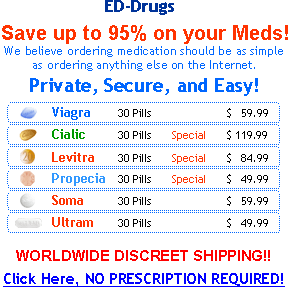 ED-Drugs
Save up to 95% on your Meds!
We believe ordering medication should be as simple
as ordering anything else on the Internet.
Private, Secure, and Easy!
Viagra 30 Pills $ 59.99
Cialic 30 Pills Special $ 119.99
Levitra 30 Pills Special $ 84.99
Propecia 30 Pills Special $ 49.99
Soma 30 Pills $ 59.99
Ultram 30 Pills $ 49.99
WORLDWIDE DISCREET SHIPPING!!
Click Here, NO PRESCRIPTION REQUIRED!